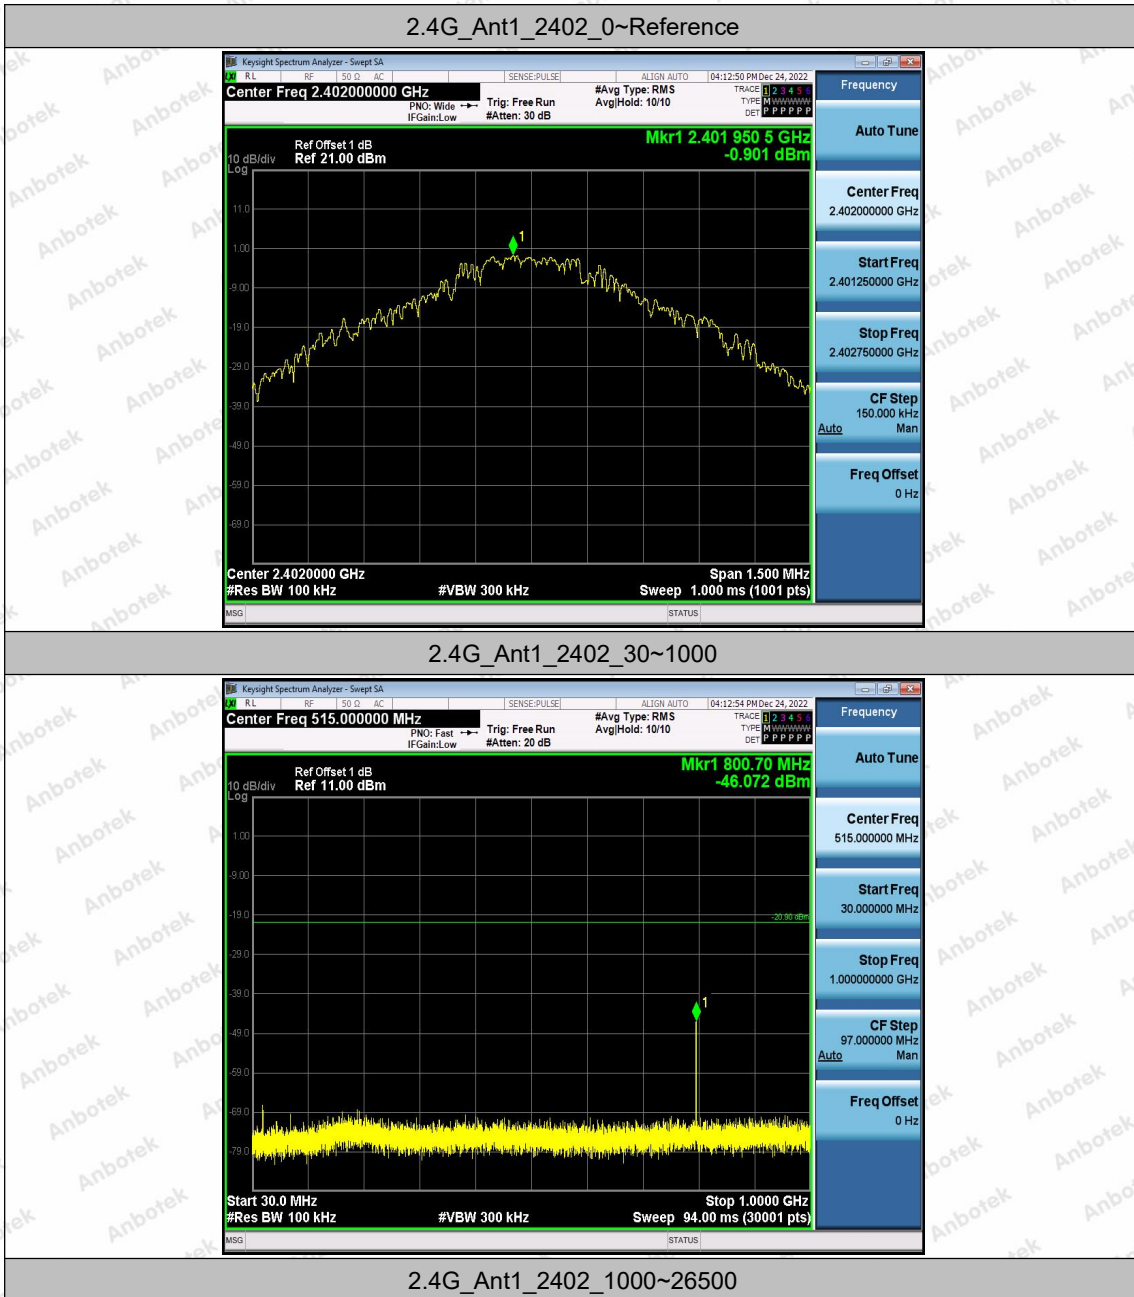 2.4G_Ant1_2402_0~Reference
Keysight Spectrum Analyzer - Swept SA
LXI RL RF 50 Ω AC SENSE:PULSE ALIGN AUTO 04:12:50 PM Dec 24, 2022
Center Freq 2.402000000 GHz
PNO: Wide
IFGain:Low
Trig: Free Run
#Atten: 30 dB
#Avg Type: RMS
Avg|Hold: 10/10
TRACE 1 2 3 4 5 6
TYPE M WWWWW
DET P P P P P P
Mkr1 2.401 950 5 GHz
-0.901 dBm
Ref Offset 1 dB
10 dB/div Ref 21.00 dBm
Log
11.0
1.00
-9.00
-19.0
-29.0
-39.0
-49.0
-59.0
-69.0
1
Center 2.4020000 GHz Span 1.500 MHz
#Res BW 100 kHz #VBW 300 kHz Sweep 1.000 ms (1001 pts)
MSG STATUS
Frequency
Auto Tune
Center Freq
2.402000000 GHz
Start Freq
2.401250000 GHz
Stop Freq
2.402750000 GHz
CF Step
150.000 kHz
Auto Man
Freq Offset
0 Hz
2.4G_Ant1_2402_30~1000
Keysight Spectrum Analyzer - Swept SA
LXI RL RF 50 Ω AC SENSE:PULSE ALIGN AUTO 04:12:54 PM Dec 24, 2022
Center Freq 515.000000 MHz
PNO: Fast
IFGain:Low
Trig: Free Run
#Atten: 20 dB
#Avg Type: RMS
Avg|Hold: 10/10
TRACE 1 2 3 4 5 6
TYPE M WWWWW
DET P P P P P P
Mkr1 800.70 MHz
-46.072 dBm
Ref Offset 1 dB
10 dB/div Ref 11.00 dBm
Log
1.00
-9.00
-19.0
-29.0
-39.0
-49.0
-59.0
-69.0
-79.0
-20.90 dBm
1
Start 30.0 MHz Stop 1.0000 GHz
#Res BW 100 kHz #VBW 300 kHz Sweep 94.00 ms (30001 pts)
MSG STATUS
Frequency
Auto Tune
Center Freq
515.000000 MHz
Start Freq
30.000000 MHz
Stop Freq
1.000000000 GHz
CF Step
97.000000 MHz
Auto Man
Freq Offset
0 Hz
2.4G_Ant1_2402_1000~26500
Anbotek